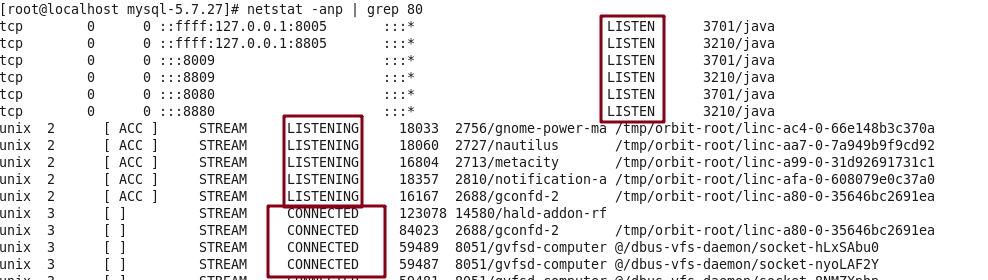 [root@localhost mysql-5.7.27]# netstat -anp | grep 80
tcp 0 0 ::ffff:127.0.0.1:8005 :::* LISTEN 3701/java
tcp 0 0 ::ffff:127.0.0.1:8805 :::* LISTEN 3210/java
tcp 0 0 :::8009 :::* LISTEN 3701/java
tcp 0 0 :::8809 :::* LISTEN 3210/java
tcp 0 0 :::8080 :::* LISTEN 3701/java
tcp 0 0 :::8880 :::* LISTEN 3210/java
unix 2 [ ACC ] STREAM LISTENING 18033 2756/gnome-power-ma /tmp/orbit-root/linc-ac4-0-66e148b3c370a
unix 2 [ ACC ] STREAM LISTENING 18060 2727/nautilus /tmp/orbit-root/linc-aa7-0-7a949b9f9cd92
unix 2 [ ACC ] STREAM LISTENING 16804 2713/metacity /tmp/orbit-root/linc-a99-0-31d92691731c1
unix 2 [ ACC ] STREAM LISTENING 18357 2810/notification-a /tmp/orbit-root/linc-afa-0-608079e0c37a0
unix 2 [ ACC ] STREAM LISTENING 16167 2688/gconfd-2 /tmp/orbit-root/linc-a80-0-35646bc2691ea
unix 3 [ ] STREAM CONNECTED 123078 14580/hald-addon-rf
unix 3 [ ] STREAM CONNECTED 84023 2688/gconfd-2 /tmp/orbit-root/linc-a80-0-35646bc2691ea
unix 3 [ ] STREAM CONNECTED 59489 8051/gvfsd-computer @/dbus-vfs-daemon/socket-hLxSAbu0
unix 3 [ ] STREAM CONNECTED 59487 8051/gvfsd-computer @/dbus-vfs-daemon/socket-nyoLAF2Y